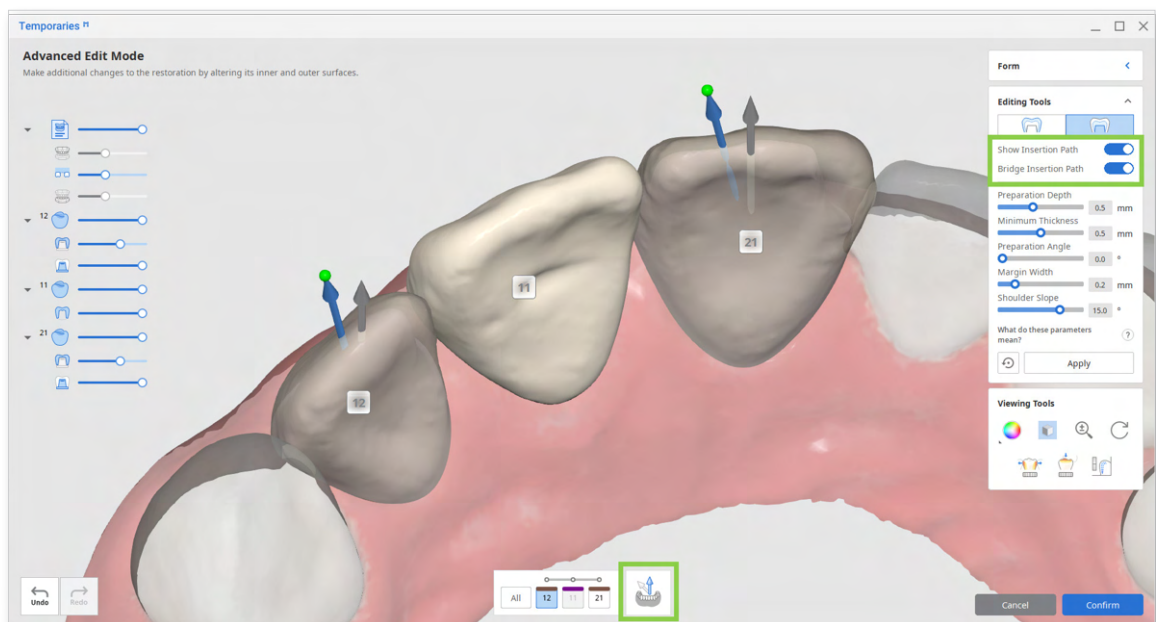 Temporaries
Advanced Edit Mode
Make additional changes to the restoration by altering its inner and outer surfaces.
12
11
21
12
11
21
Form
Editing Tools
Show Insertion Path
Bridge Insertion Path
Preparation Depth
0.5 mm
Minimum Thickness
0.5 mm
Preparation Angle
0.0 °
Margin Width
0.2 mm
Shoulder Slope
15.0 °
What do these parameters
mean?
?
Apply
Viewing Tools
Undo
Redo
All
12
11
21
Cancel
Confirm